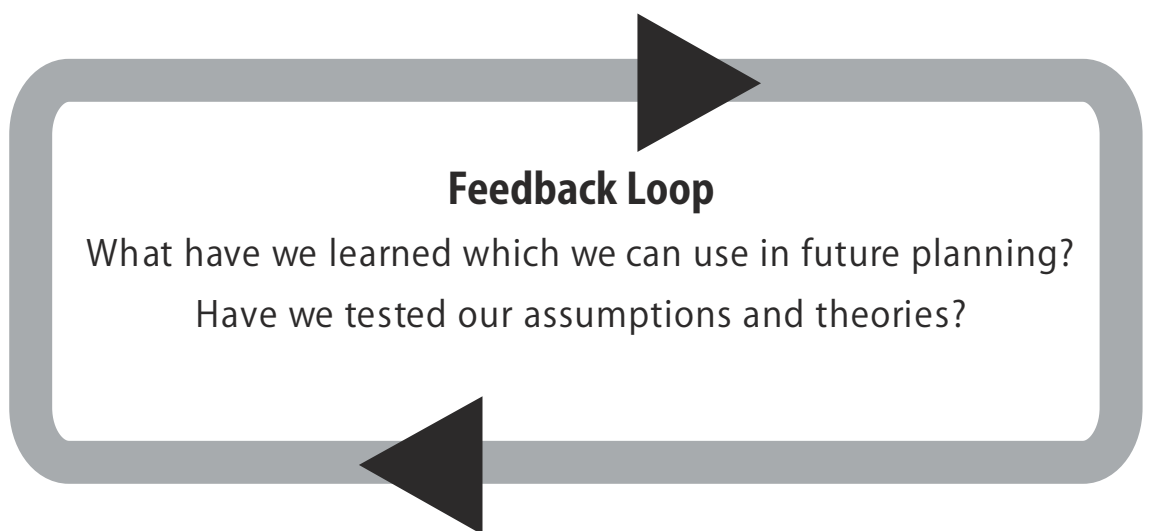 Feedback Loop
What have we learned which we can use in future planning?
Have we tested our assumptions and theories?